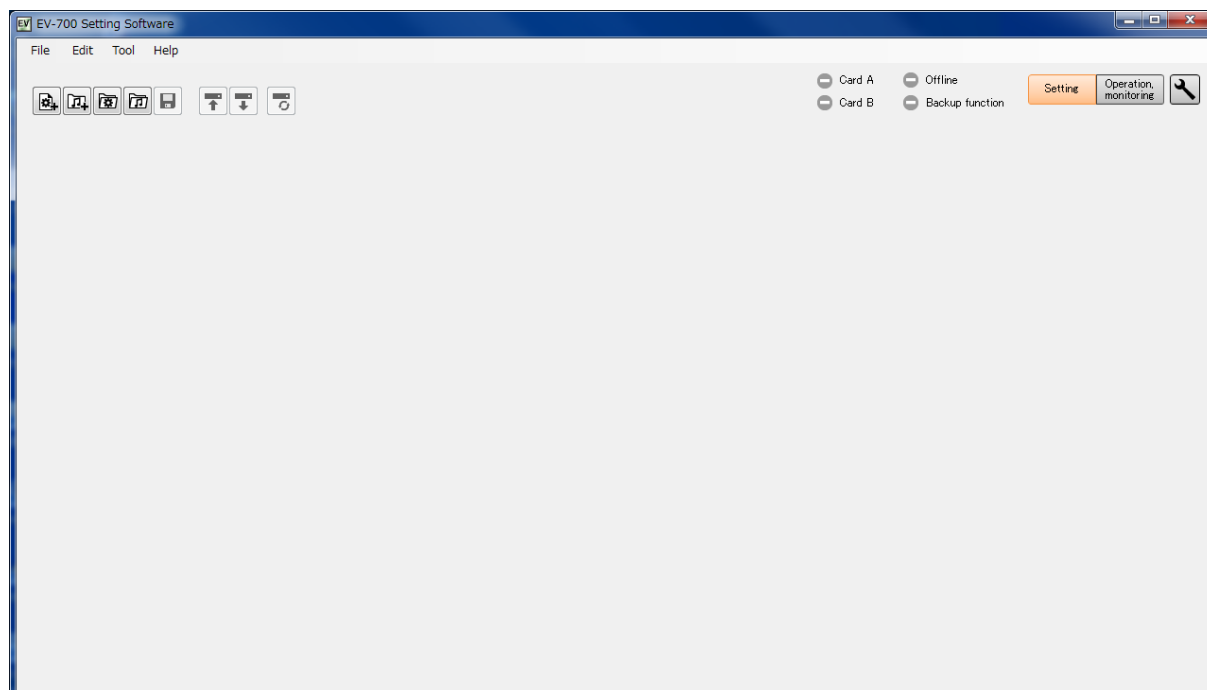 EV EV-700 Setting Software
File Edit Tool Help
Card A Offline
Card B Backup function
Setting
Operation,
monitoring